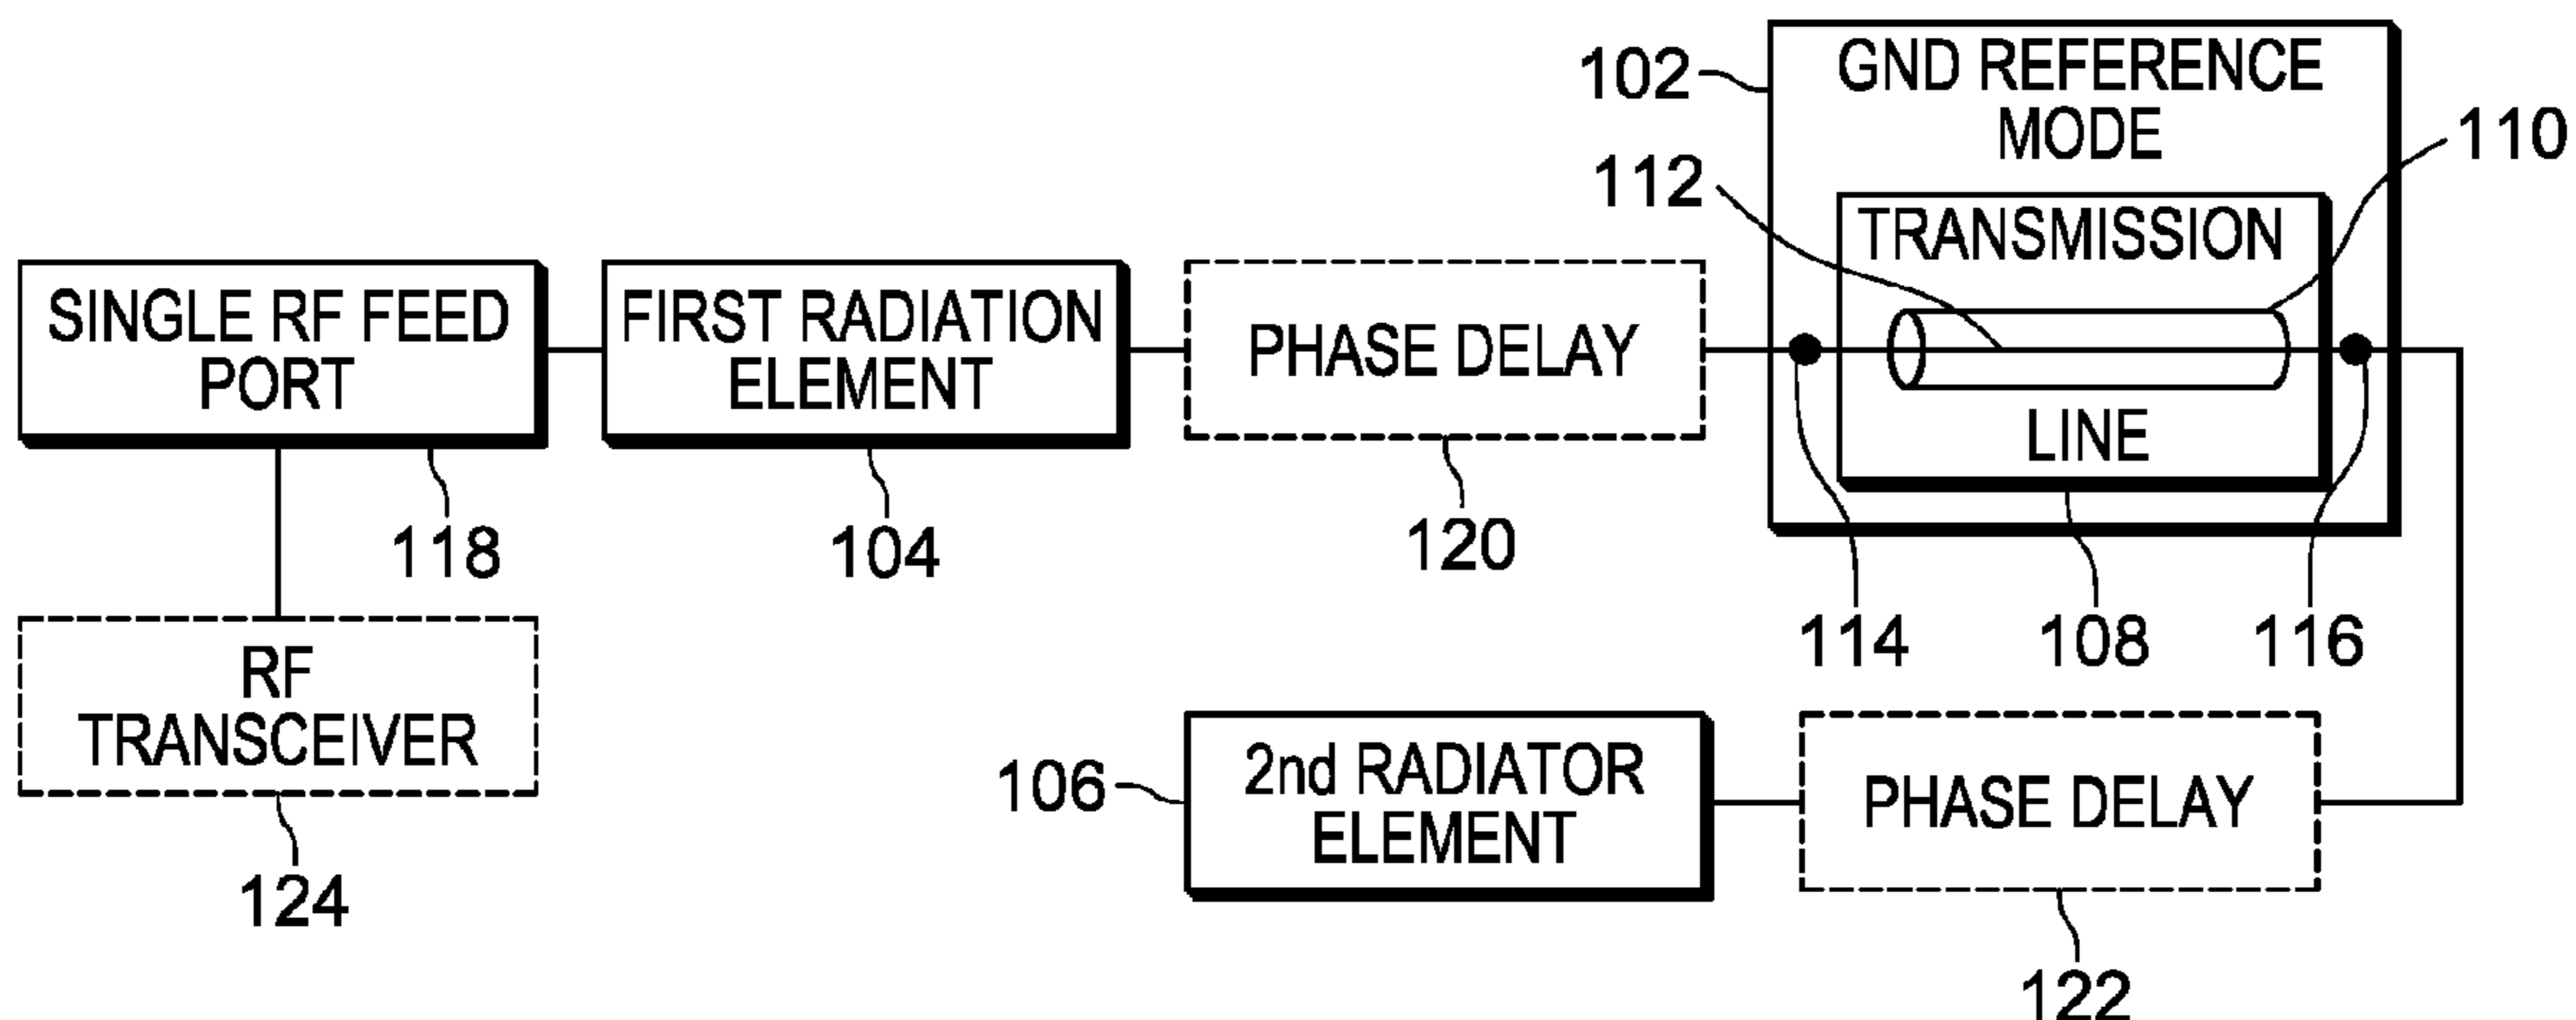 102
GND REFERENCE
MODE
110
112
TRANSMISSION
LINE
SINGLE RF FEED
PORT
FIRST RADIATION
ELEMENT
PHASE DELAY
118
104
120
114
108
116
RF
TRANSCEIVER
124
106
2nd RADIATOR
ELEMENT
PHASE DELAY
122